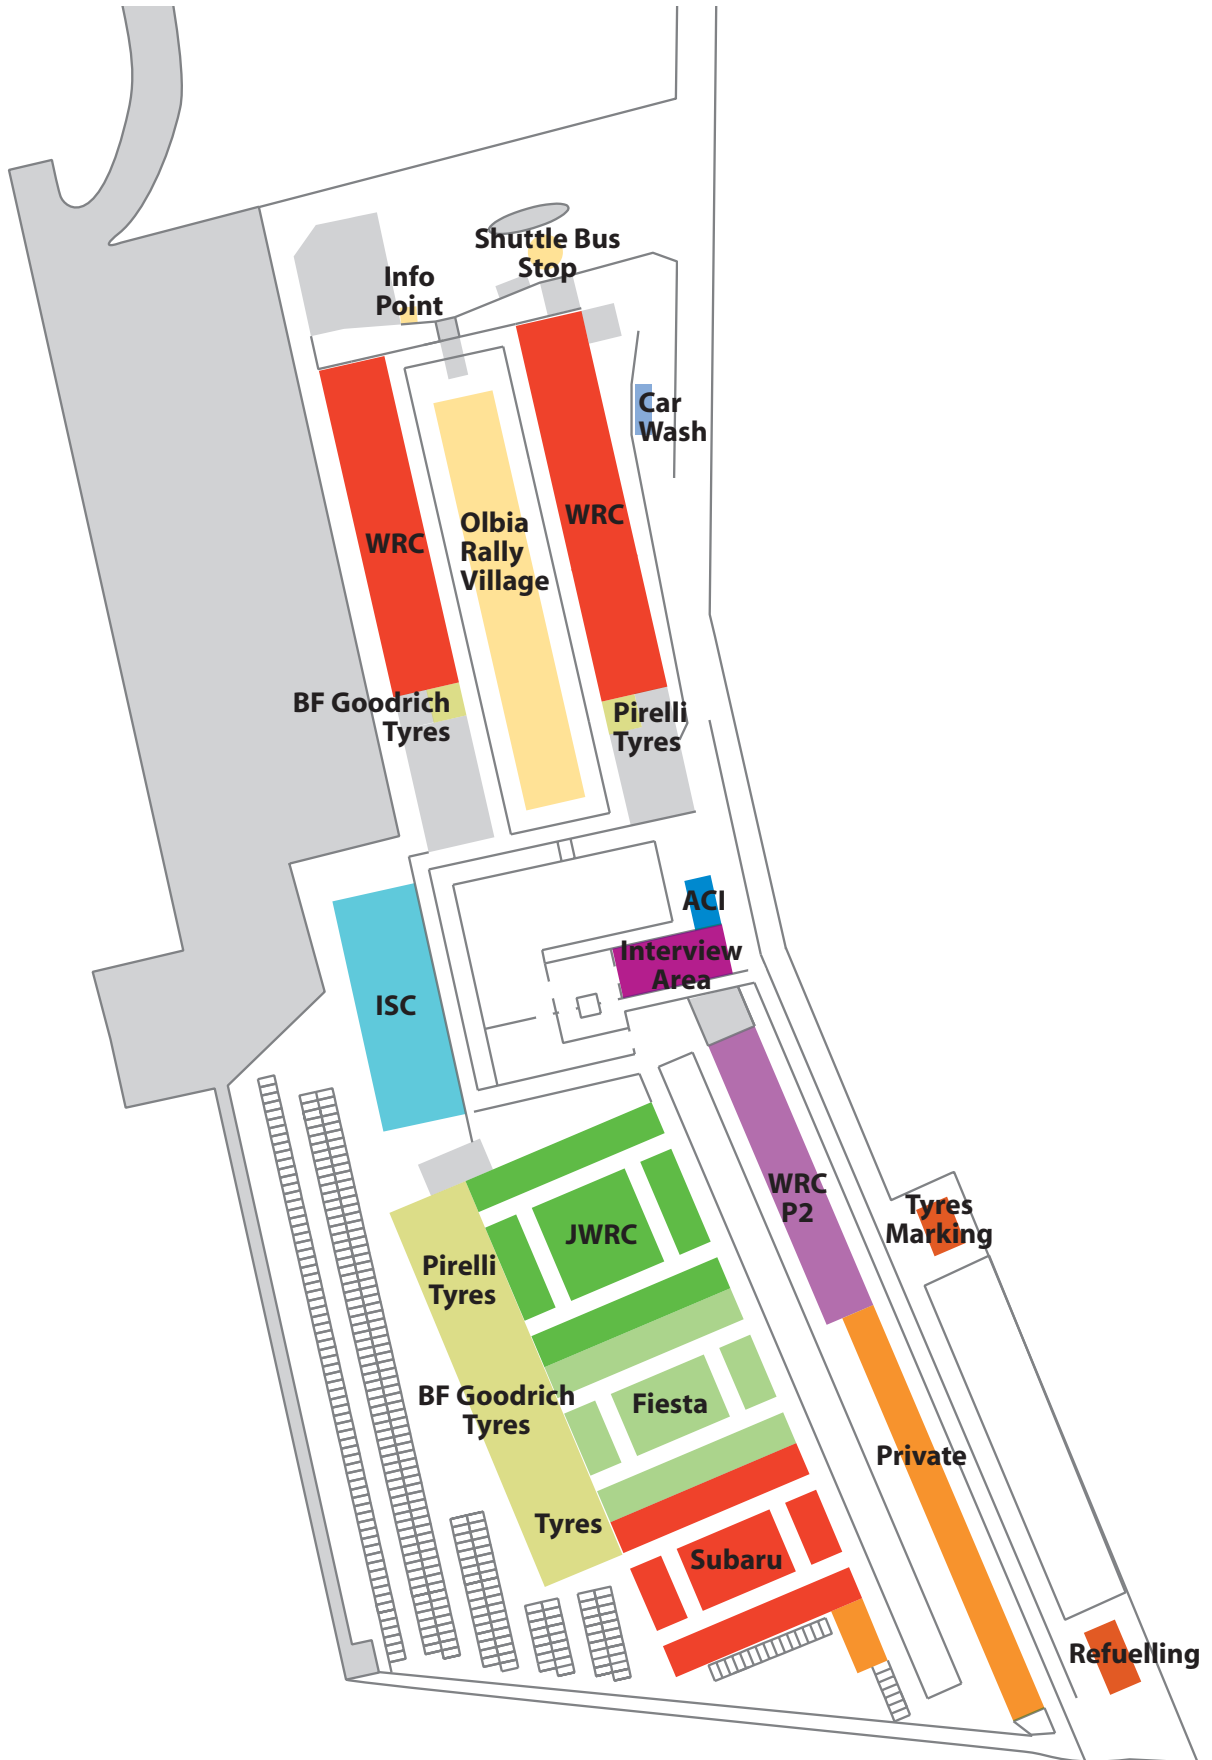 Shuttle Bus
Stop
Info
Point
Car
Wash
WRC
Olbia
Rally
Village
WRC
BF Goodrich
Tyres
Pirelli
Tyres
ACI
Interview
Area
ISC
WRC
P2
Tyres
Marking
JWRC
Pirelli
Tyres
BF Goodrich
Tyres
Fiesta
Private
Tyres
Subaru
Refuelling